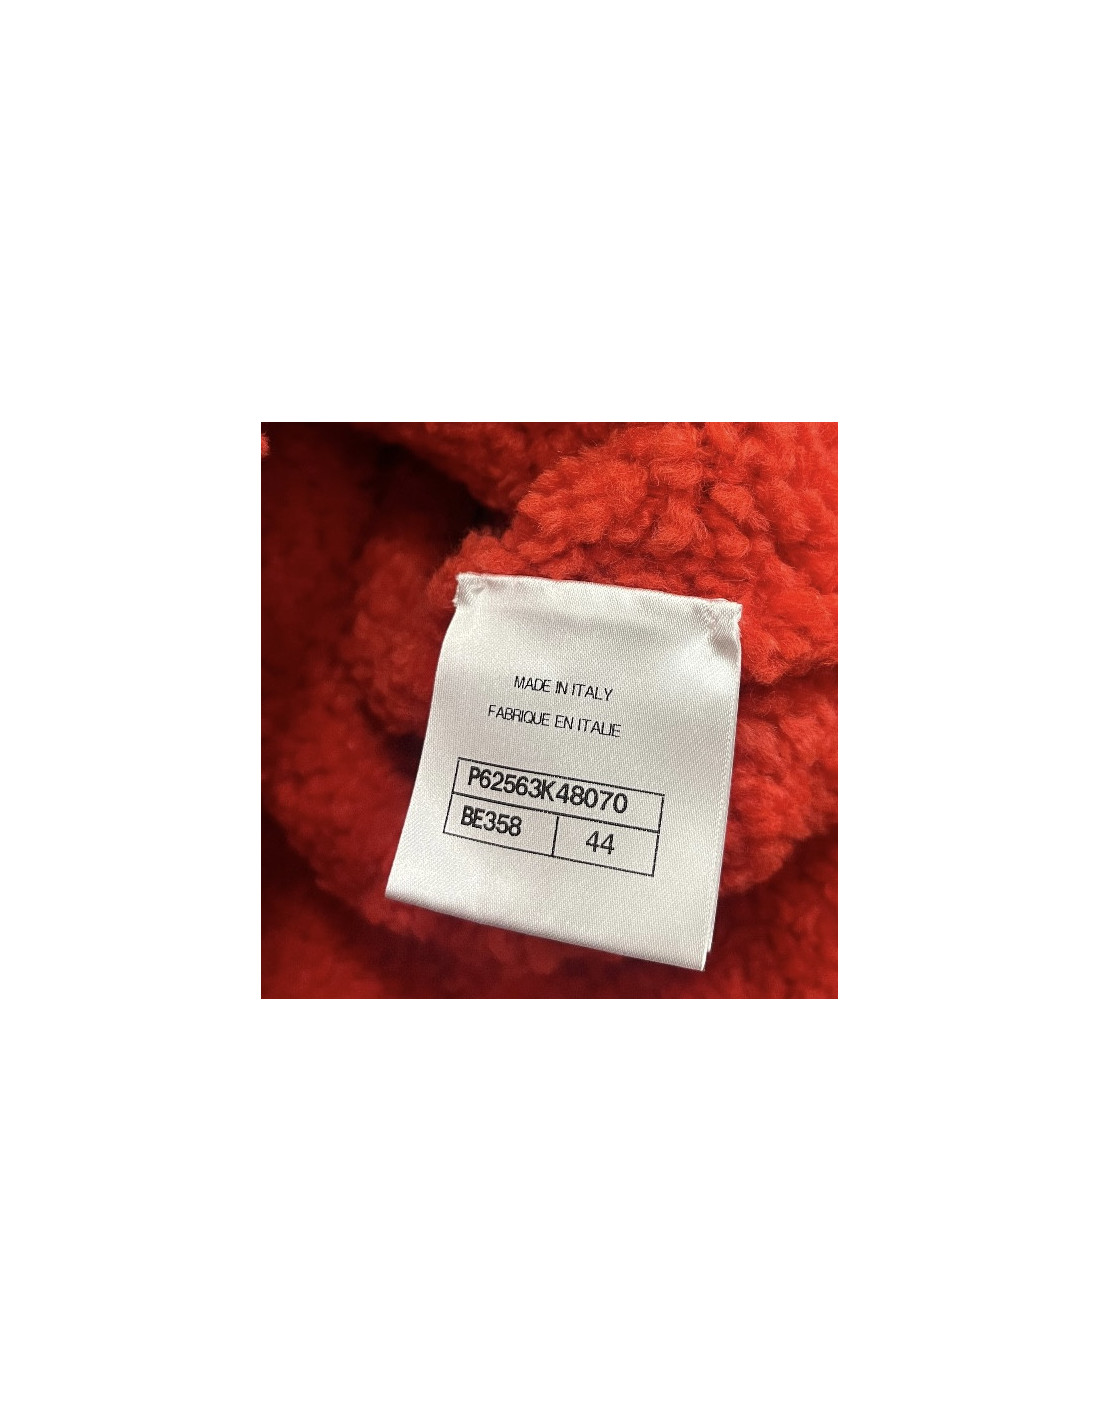 MADE IN ITALY
FABRIQUE EN ITALIE
P62563K48070
BE358 44